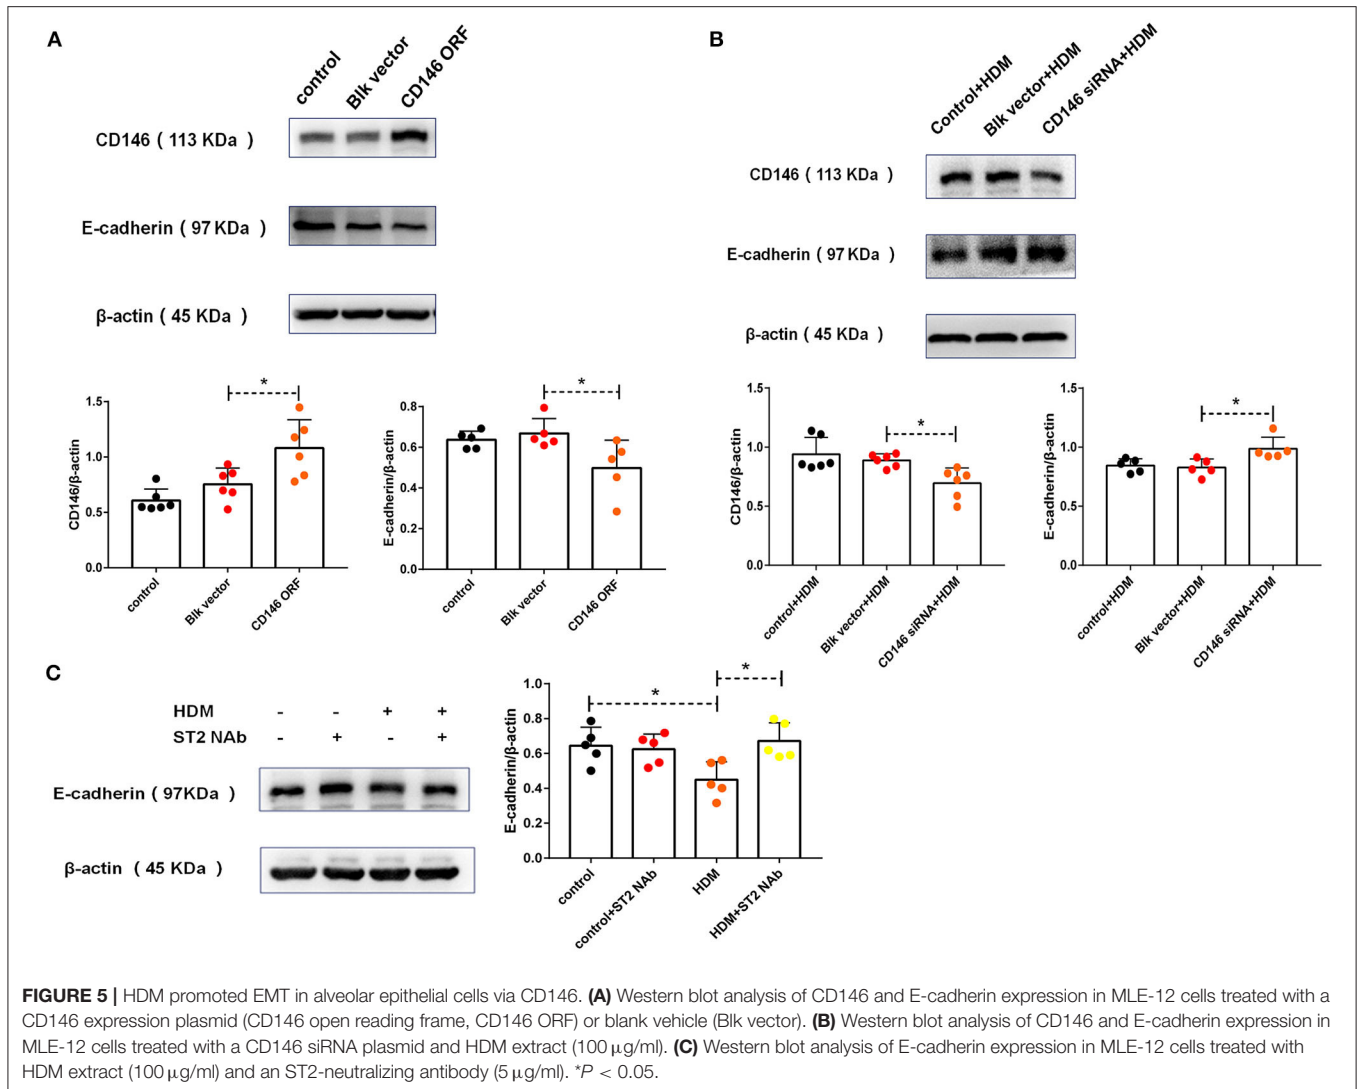 A
control
Blk vector
CD146 ORF
CD146 ( 113 KDa )
E-cadherin ( 97 KDa )
β-actin ( 45 KDa )
*
CD146/β-actin
1.5
1.0
0.5
0.0
control
Blk vector
CD146 ORF
*
E-cadherin/β-actin
0.8
0.6
0.4
0.2
0.0
control
Blk vector
CD146 ORF
B
Control+HDM
Blk vector+HDM
CD146 siRNA+HDM
CD146 ( 113 KDa )
E-cadherin ( 97 KDa )
β-actin ( 45 KDa )
*
CD146/β-actin
1.5
1.0
0.5
0.0
control+HDM
Blk vector+HDM
CD146 siRNA+HDM
*
E-cadherin/β-actin
1.5
1.0
0.5
0.0
control+HDM
Blk vector+HDM
CD146 siRNA+HDM
C
HDM - - + +
ST2 NAb - + - +
E-cadherin ( 97KDa )
β-actin ( 45 KDa )
*
*
E-cadherin/β-actin
1.0
0.8
0.6
0.4
0.2
0.0
control
control+ST2 NAb
HDM
HDM+ST2 NAb
FIGURE 5 | HDM promoted EMT in alveolar epithelial cells via CD146. (A) Western blot analysis of CD146 and E-cadherin expression in MLE-12 cells treated with a
CD146 expression plasmid (CD146 open reading frame, CD146 ORF) or blank vehicle (Blk vector). (B) Western blot analysis of CD146 and E-cadherin expression in
MLE-12 cells treated with a CD146 siRNA plasmid and HDM extract (100 μg/ml). (C) Western blot analysis of E-cadherin expression in MLE-12 cells treated with
HDM extract (100 μg/ml) and an ST2-neutralizing antibody (5 μg/ml). *P < 0.05.